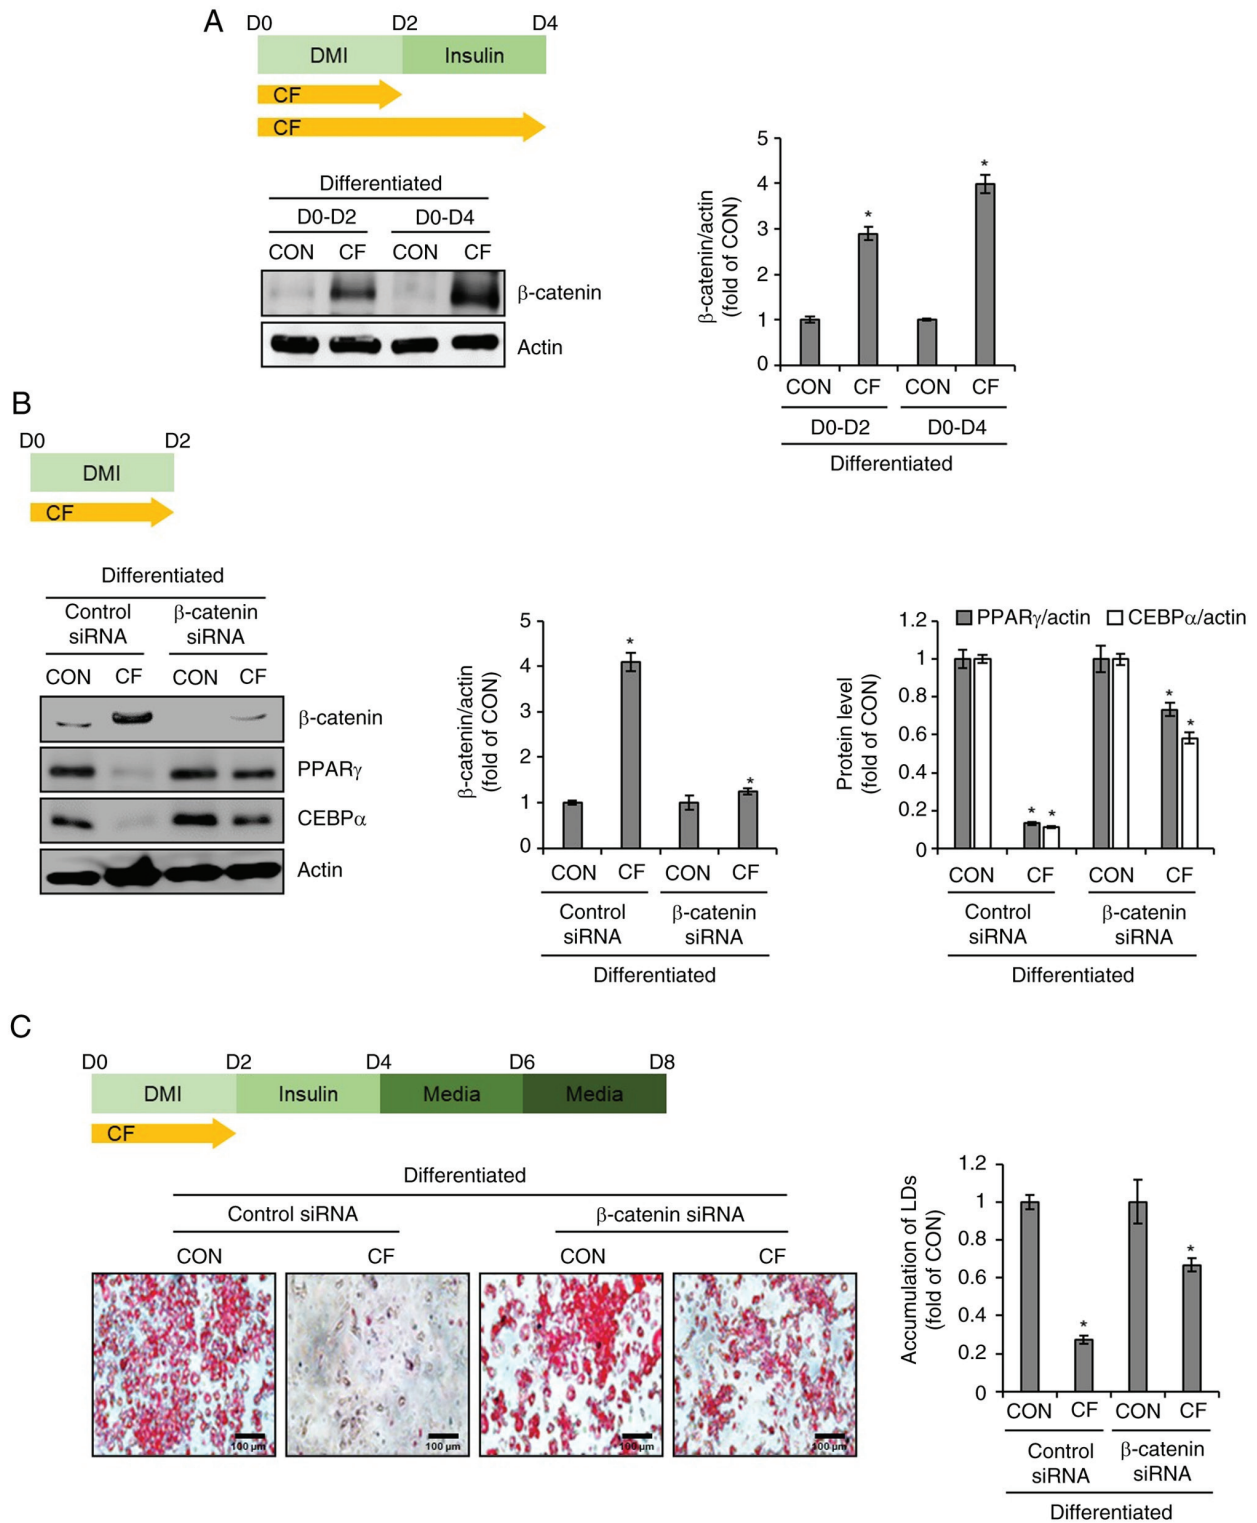 A
D0 D2 D4
DMI Insulin
CF
CF
Differentiated
D0-D2 D0-D4
CON CF CON CF
β-catenin
Actin
β-catenin/actin
(fold of CON)
5
4
3
2
1
0
* *
CON CF CON CF
D0-D2 D0-D4
Differentiated
B
D0 D2
DMI
CF
Differentiated
Control siRNA
β-catenin siRNA
CON CF CON CF
β-catenin
PPARγ
CEBPα
Actin
β-catenin/actin
(fold of CON)
5
4
3
2
1
0
* *
CON CF CON CF
Control siRNA
β-catenin siRNA
Differentiated
PPARγ/actin CEBPα/actin
Protein level
(fold of CON)
1.2
1
0.8
0.6
0.4
0.2
0
* * * *
CON CF CON CF
Control siRNA
β-catenin siRNA
Differentiated
C
D0 D2 D4 D6 D8
DMI Insulin Media Media
CF
Differentiated
Control siRNA β-catenin siRNA
CON CF CON CF
100 µm 100 µm 100 µm 100 µm
Accumulation of LDs
(fold of CON)
1.2
1
0.8
0.6
0.4
0.2
0
* *
CON CF CON CF
Control siRNA
β-catenin siRNA
Differentiated